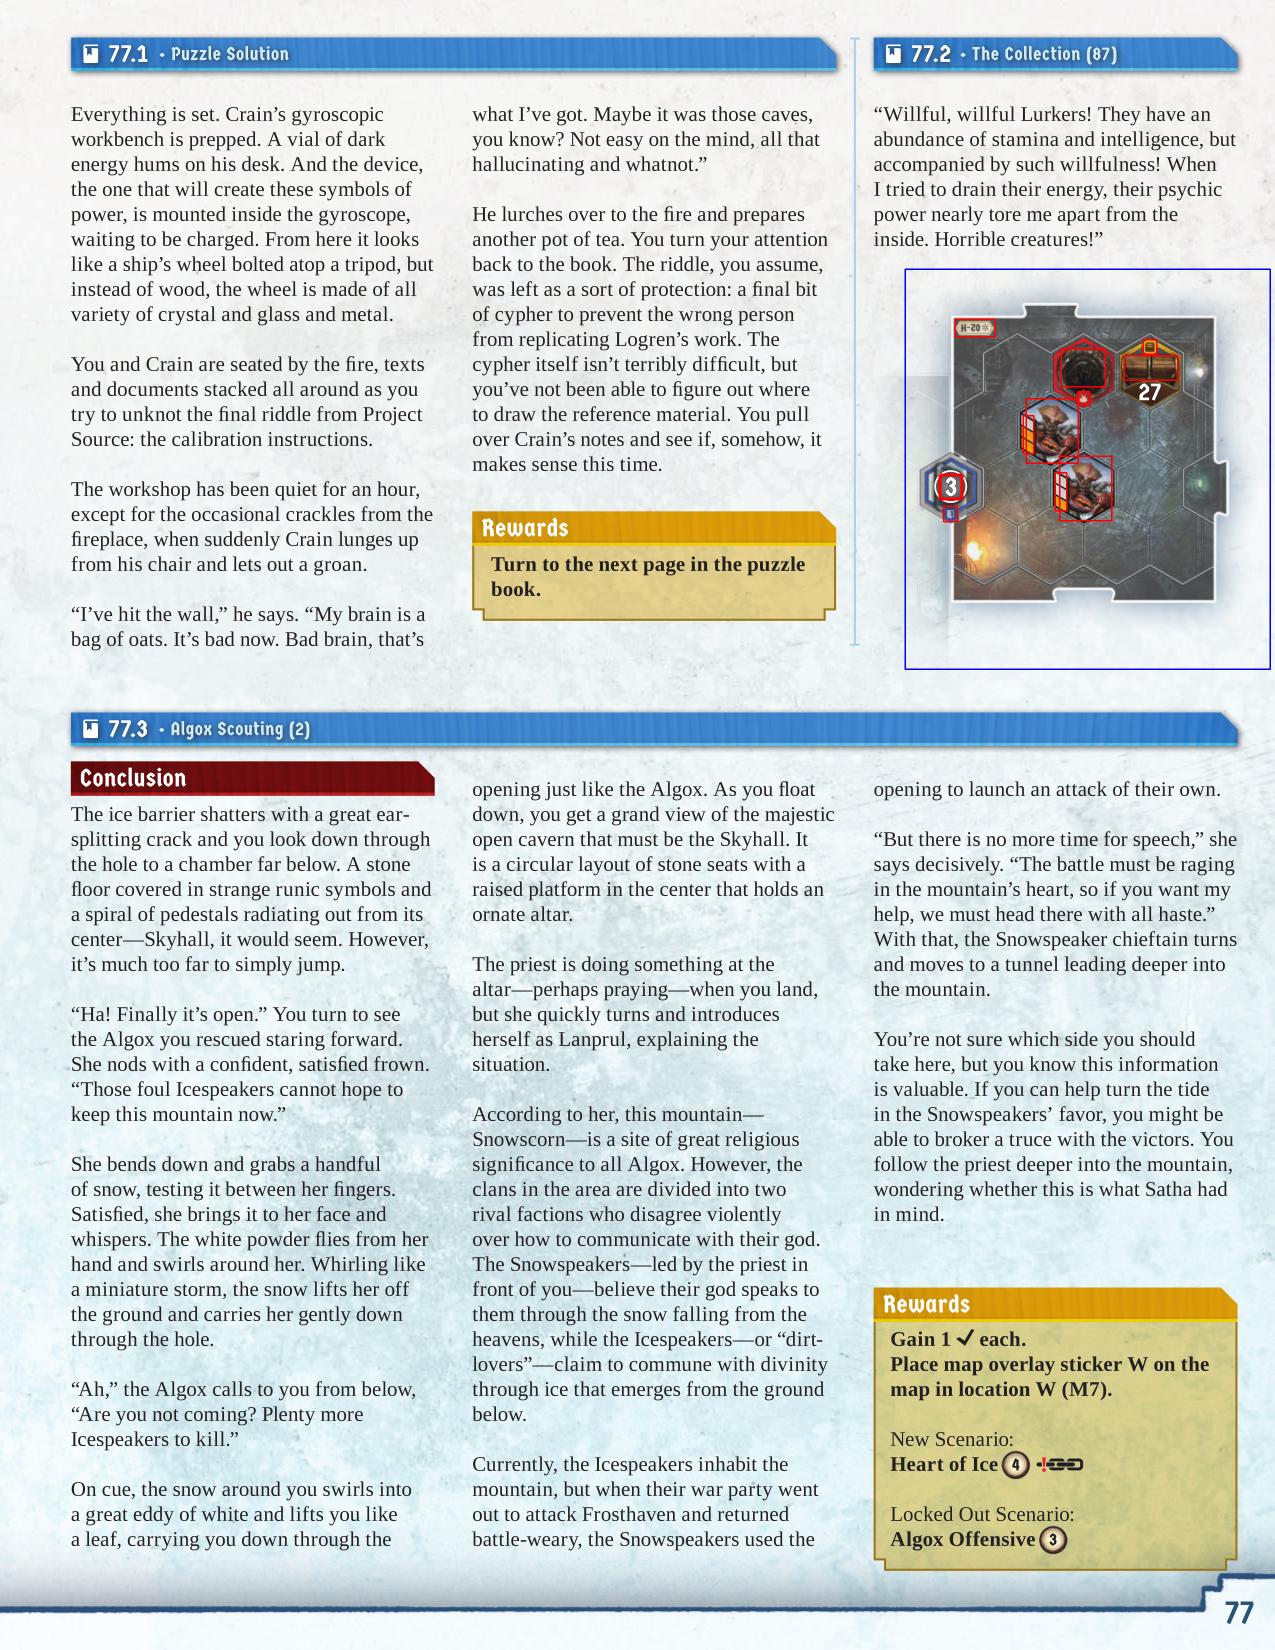 77.1 • Puzzle Solution
Everything is set. Crain’s gyroscopic
workbench is prepped. A vial of dark
energy hums on his desk. And the device,
the one that will create these symbols of
power, is mounted inside the gyroscope,
waiting to be charged. From here it looks
like a ship’s wheel bolted atop a tripod, but
instead of wood, the wheel is made of all
variety of crystal and glass and metal.
You and Crain are seated by the fire, texts
and documents stacked all around as you
try to unknot the final riddle from Project
Source: the calibration instructions.
The workshop has been quiet for an hour,
except for the occasional crackles from the
fireplace, when suddenly Crain lunges up
from his chair and lets out a groan.
“I’ve hit the wall,” he says. “My brain is a
bag of oats. It’s bad now. Bad brain, that’s
what I’ve got. Maybe it was those caves,
you know? Not easy on the mind, all that
hallucinating and whatnot.”
He lurches over to the fire and prepares
another pot of tea. You turn your attention
back to the book. The riddle, you assume,
was left as a sort of protection: a final bit
of cypher to prevent the wrong person
from replicating Logren’s work. The
cypher itself isn’t terribly difficult, but
you’ve not been able to figure out where
to draw the reference material. You pull
over Crain’s notes and see if, somehow, it
makes sense this time.
Rewards
Turn to the next page in the puzzle
book.
77.2 • The Collection (87)
“Willful, willful Lurkers! They have an
abundance of stamina and intelligence, but
accompanied by such willfulness! When
I tried to drain their energy, their psychic
power nearly tore me apart from the
inside. Horrible creatures!”
H-20
27
3
77.3 • Algox Scouting (2)
Conclusion
The ice barrier shatters with a great ear-
splitting crack and you look down through
the hole to a chamber far below. A stone
floor covered in strange runic symbols and
a spiral of pedestals radiating out from its
center—Skyhall, it would seem. However,
it’s much too far to simply jump.
“Ha! Finally it’s open.” You turn to see
the Algox you rescued staring forward.
She nods with a confident, satisfied frown.
“Those foul Icespeakers cannot hope to
keep this mountain now.”
She bends down and grabs a handful
of snow, testing it between her fingers.
Satisfied, she brings it to her face and
whispers. The white powder flies from her
hand and swirls around her. Whirling like
a miniature storm, the snow lifts her off
the ground and carries her gently down
through the hole.
“Ah,” the Algox calls to you from below,
“Are you not coming? Plenty more
Icespeakers to kill.”
On cue, the snow around you swirls into
a great eddy of white and lifts you like
a leaf, carrying you down through the
opening just like the Algox. As you float
down, you get a grand view of the majestic
open cavern that must be the Skyhall. It
is a circular layout of stone seats with a
raised platform in the center that holds an
ornate altar.
The priest is doing something at the
altar—perhaps praying—when you land,
but she quickly turns and introduces
herself as Lanprul, explaining the
situation.
According to her, this mountain—
Snowscorn—is a site of great religious
significance to all Algox. However, the
clans in the area are divided into two
rival factions who disagree violently
over how to communicate with their god.
The Snowspeakers—led by the priest in
front of you—believe their god speaks to
them through the snow falling from the
heavens, while the Icespeakers—or “dirt-
lovers”—claim to commune with divinity
through ice that emerges from the ground
below.
Currently, the Icespeakers inhabit the
mountain, but when their war party went
out to attack Frosthaven and returned
battle-weary, the Snowspeakers used the
opening to launch an attack of their own.
“But there is no more time for speech,” she
says decisively. “The battle must be raging
in the mountain’s heart, so if you want my
help, we must head there with all haste.”
With that, the Snowspeaker chieftain turns
and moves to a tunnel leading deeper into
the mountain.
You’re not sure which side you should
take here, but you know this information
is valuable. If you can help turn the tide
in the Snowspeakers’ favor, you might be
able to broker a truce with the victors. You
follow the priest deeper into the mountain,
wondering whether this is what Satha had
in mind.
Rewards
Gain 1 ✔ each.
Place map overlay sticker W on the
map in location W (M7).
New Scenario:
Heart of Ice 4 !
Locked Out Scenario:
Algox Offensive 3
77